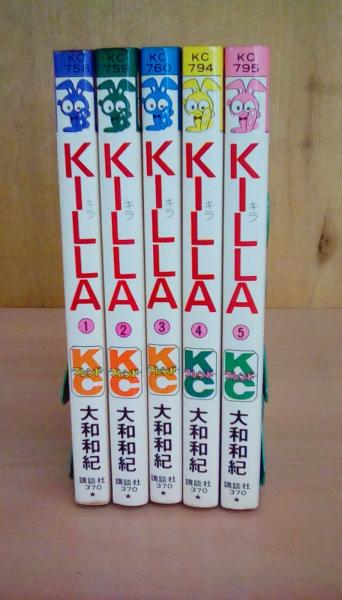 KC
758
KILLA
キラ
1
KC
フレンド
大和和紀
講談社
370
★
KC
759
KILLA
キラ
2
KC
フレンド
大和和紀
講談社
370
★
KC
760
KILLA
キラ
3
KC
フレンド
大和和紀
講談社
370
★
KC
794
KILLA
キラ
4
KC
フレンド
大和和紀
講談社
370
★
KC
795
KILLA
キラ
5
KC
フレンド
大和和紀
講談社
370
★